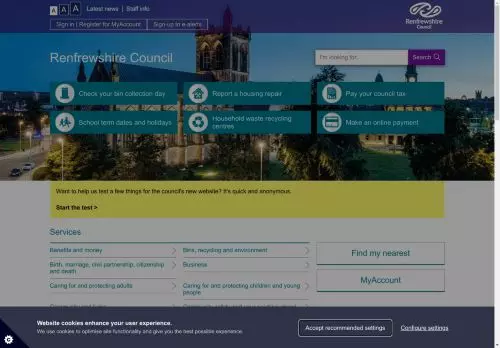 A A A Latest news | Staff info
Sign in | Register for MyAccount Sign-up to e-alerts
Renfrewshire
Council
Renfrewshire Council
I'm looking for.. Search
Check your bin collection day
Report a housing repair
Pay your council tax
School term dates and holidays
Household waste recycling
centres
Make an online payment
Want to help us test a few things for the council's new website? It's quick and anonymous.
Start the test >
Services
Benefits and money
Bins, recycling and environment
Birth, marriage, civil partnership, citizenship
and death
Business
Caring for and protecting adults
Caring for and protecting children and young
people
Find my nearest
MyAccount
Website cookies enhance your user experience.
We use cookies to optimise site functionality and give you the best possible experience.
Accept recommended settings
Configure settings